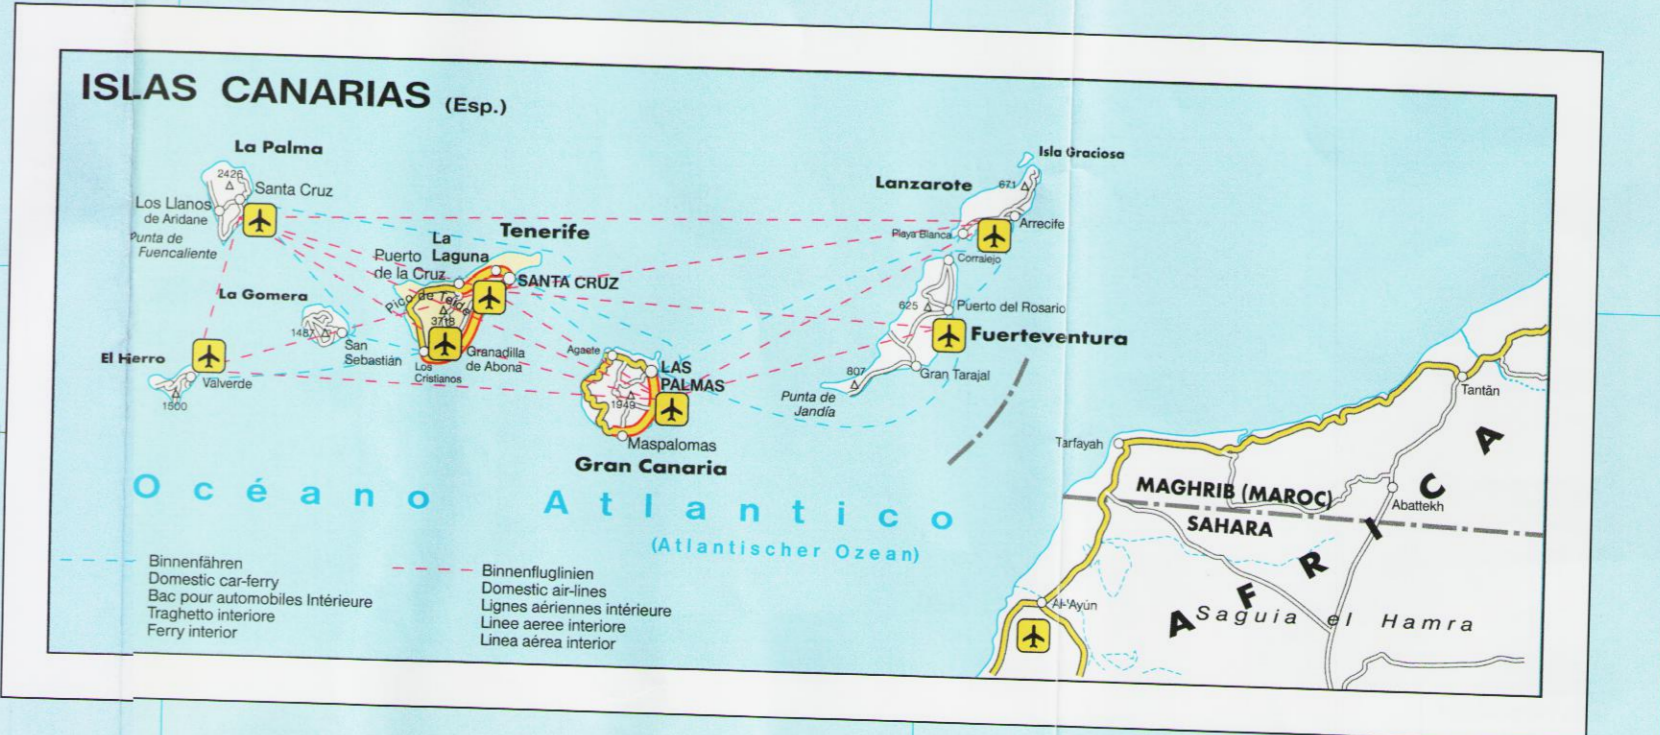 ISLAS CANARIAS (Esp.)
La Palma
2426
Santa Cruz
Los Llanos
de Aridane
Punta de
Fuencaliente
La Gomera
1487
San
Sebastián
El Hierro
Valverde
1500
Tenerife
La
Laguna
Puerto
de la Cruz
SANTA CRUZ
Pico de Teide
3718
Granadilla
de Abona
Los
Cristianos
Agaete
LAS
PALMAS
1949
Maspalomas
Gran Canaria
Isla Graciosa
Lanzarote
671
Arrecife
Playa Blanca
Corralejo
625
Puerto del Rosario
Fuerteventura
Gran Tarajal
807
Punta de
Jandía
Océano Atlantico
(Atlantischer Ozean)
Tarfayah
Tantān
Abattekh
MAGHRIB (MAROC)
SAHARA
AFRICA
Al-'Ayún
Saguia el Hamra
Binnenfähren
Domestic car-ferry
Bac pour automobiles Intérieure
Traghetto interiore
Ferry interior
Binnenfluglinien
Domestic air-lines
Lignes aériennes intérieure
Linee aeree interiore
Linea aérea interior